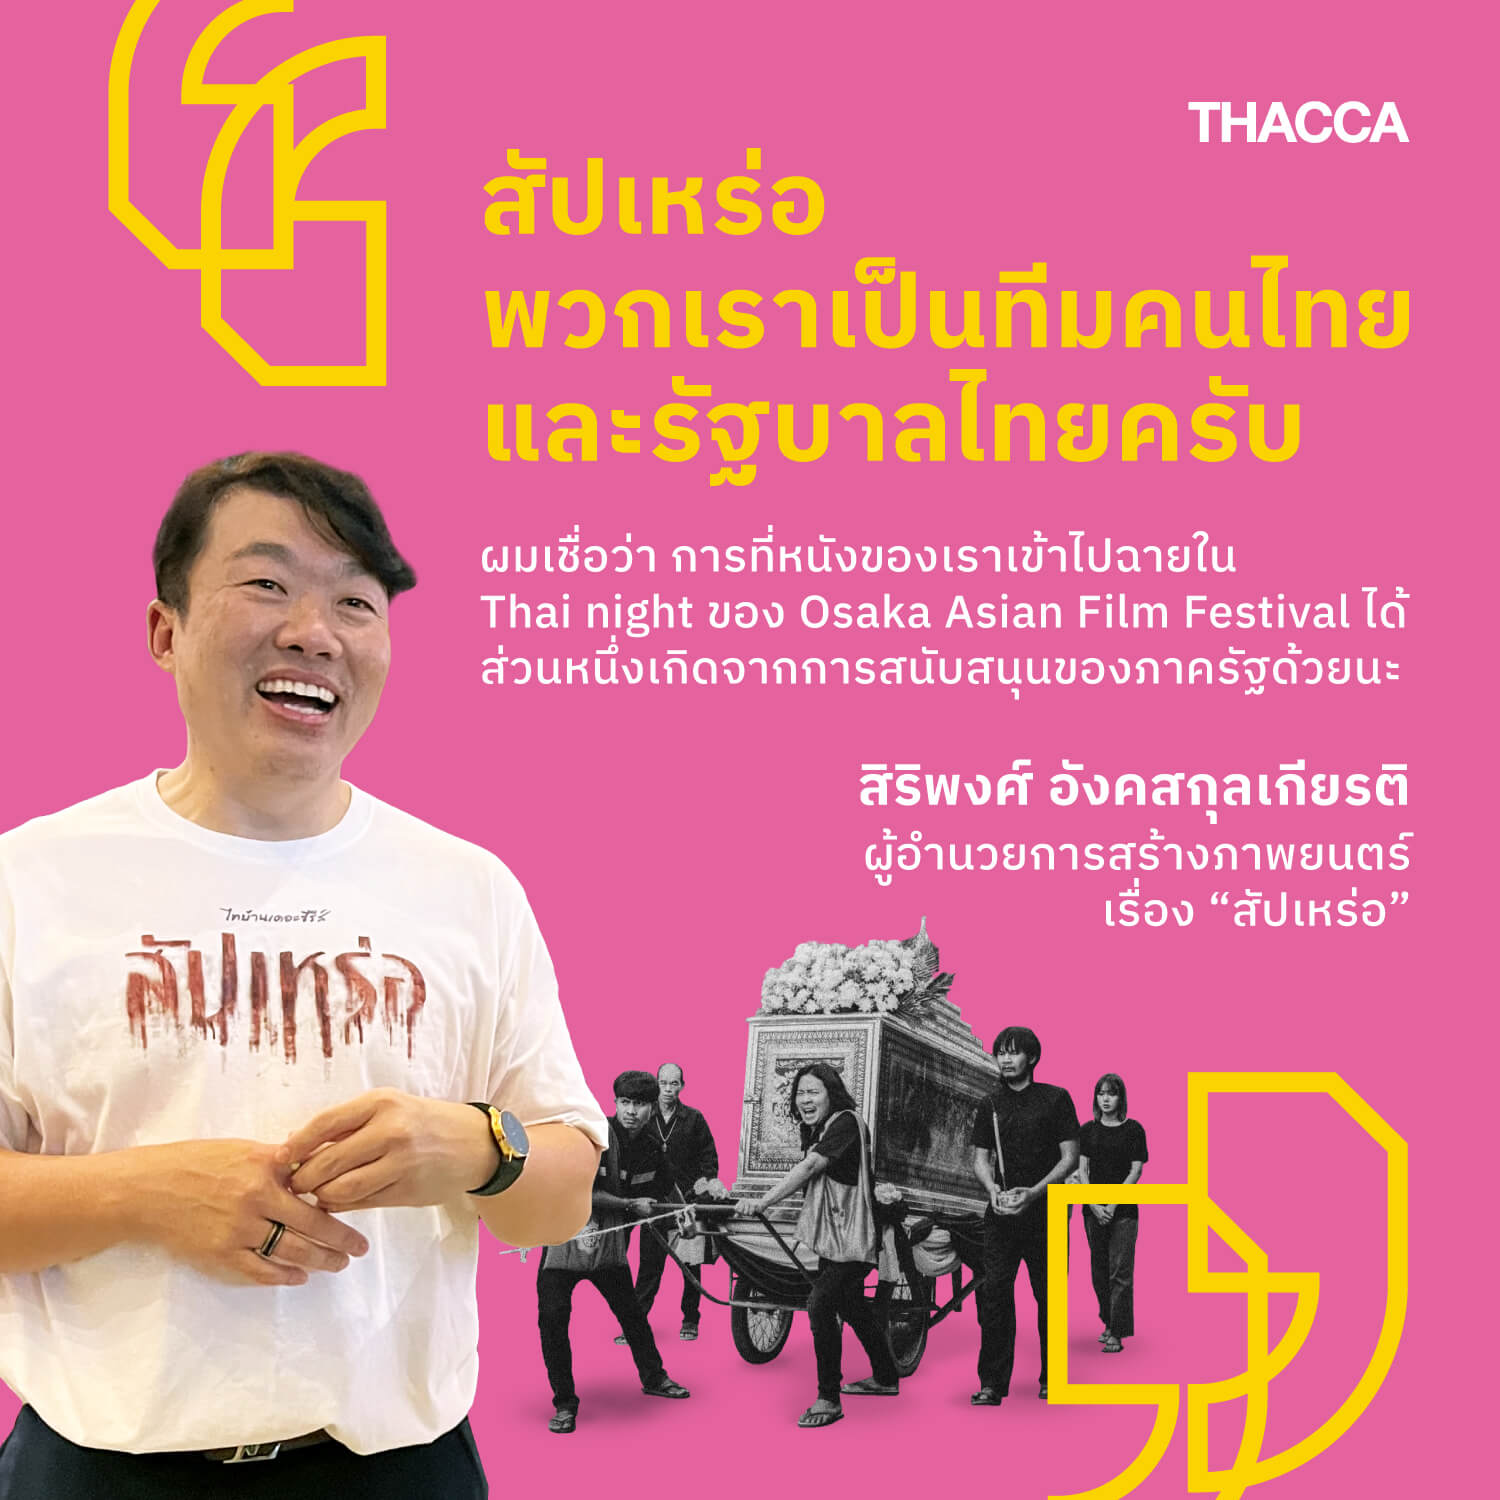 THACCA
สัปเหร่อ
พวกเราเป็นทีมคนไทย
และรัฐบาลไทยครับ
ผมเชื่อว่า การที่หนังของเราเข้าไปฉายใน
Thai night ของ Osaka Asian Film Festival ได้
ส่วนหนึ่งเกิดจากการสนับสนุนของภาครัฐด้วยนะ
สิริพงศ์ อังคสกุลเกียรติ
ผู้อำนวยการสร้างภาพยนตร์
เรื่อง “สัปเหร่อ”
ไทบ้านเดอะซีรีส์
สัปเหร่อ